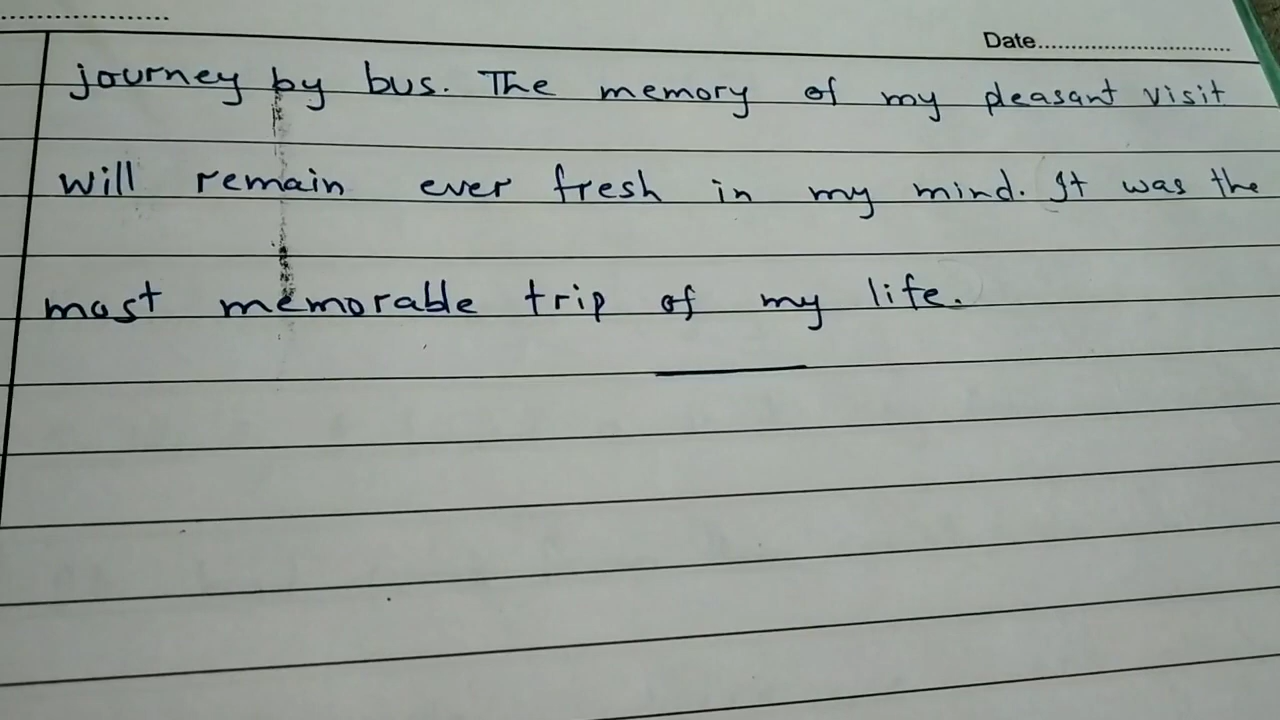 Date..............................
journey by bus. The memory of my pleasant visit
will remain ever fresh in my mind. It was the
most memorable trip of my life.